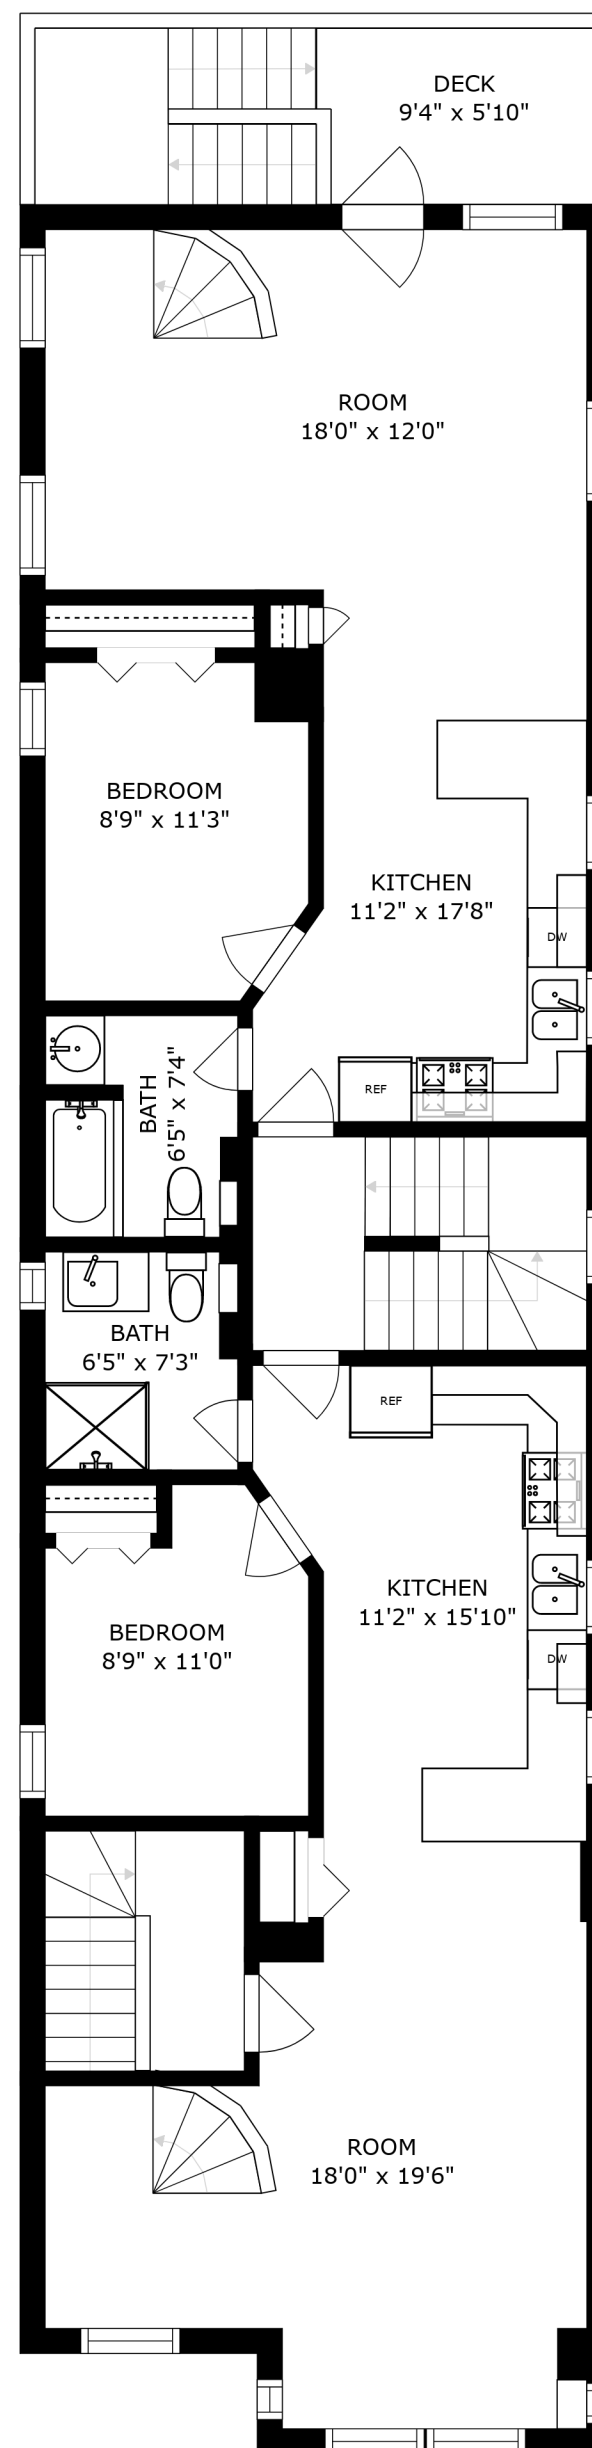 DECK
9'4" x 5'10"
ROOM
18'0" x 12'0"
BEDROOM
8'9" x 11'3"
KITCHEN
11'2" x 17'8"
DW
BATH
6'5" x 7'4"
REF
BATH
6'5" x 7'3"
REF
KITCHEN
11'2" x 15'10"
BEDROOM
8'9" x 11'0"
DW
ROOM
18'0" x 19'6"